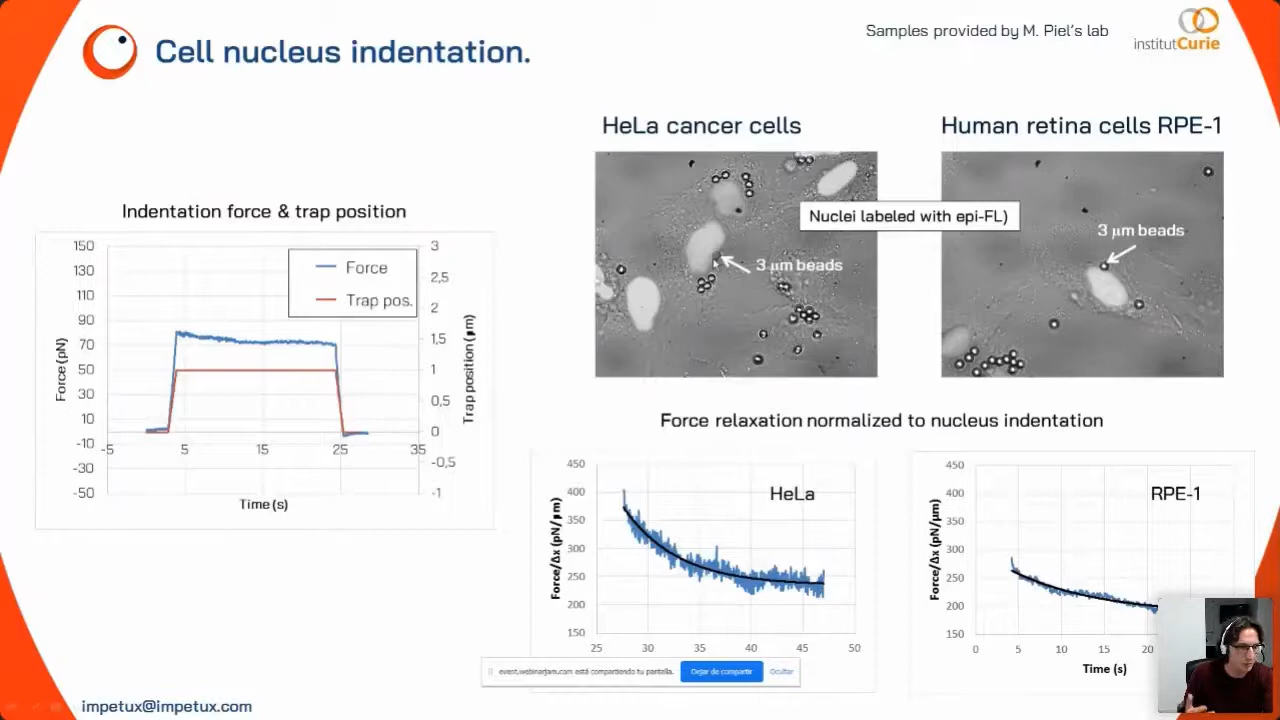 Cell nucleus indentation.
Samples provided by M. Piel's lab
institutCurie
HeLa cancer cells
Human retina cells RPE-1
Nuclei labeled with epi-FL)
3 μm beads
3 μm beads
Indentation force & trap position
150
130
110
90
70
50
30
10
-10
-30
-50
Force (pN)
3
2,5
2
1,5
1
0,5
0
-0,5
-1
Trap position (μm)
Force
Trap pos.
-5
5
15
25
35
Time (s)
Force relaxation normalized to nucleus indentation
450
400
350
300
250
200
150
Force/Δx (pN/μm)
HeLa
25
30
35
40
45
50
450
400
350
300
250
200
150
Force/Δx (pN/μm)
RPE-1
0
5
10
15
20
Time (s)
event.webinarjam.com está compartiendo tu pantalla.
Dejar de compartir
Ocultar
impetux@impetux.com